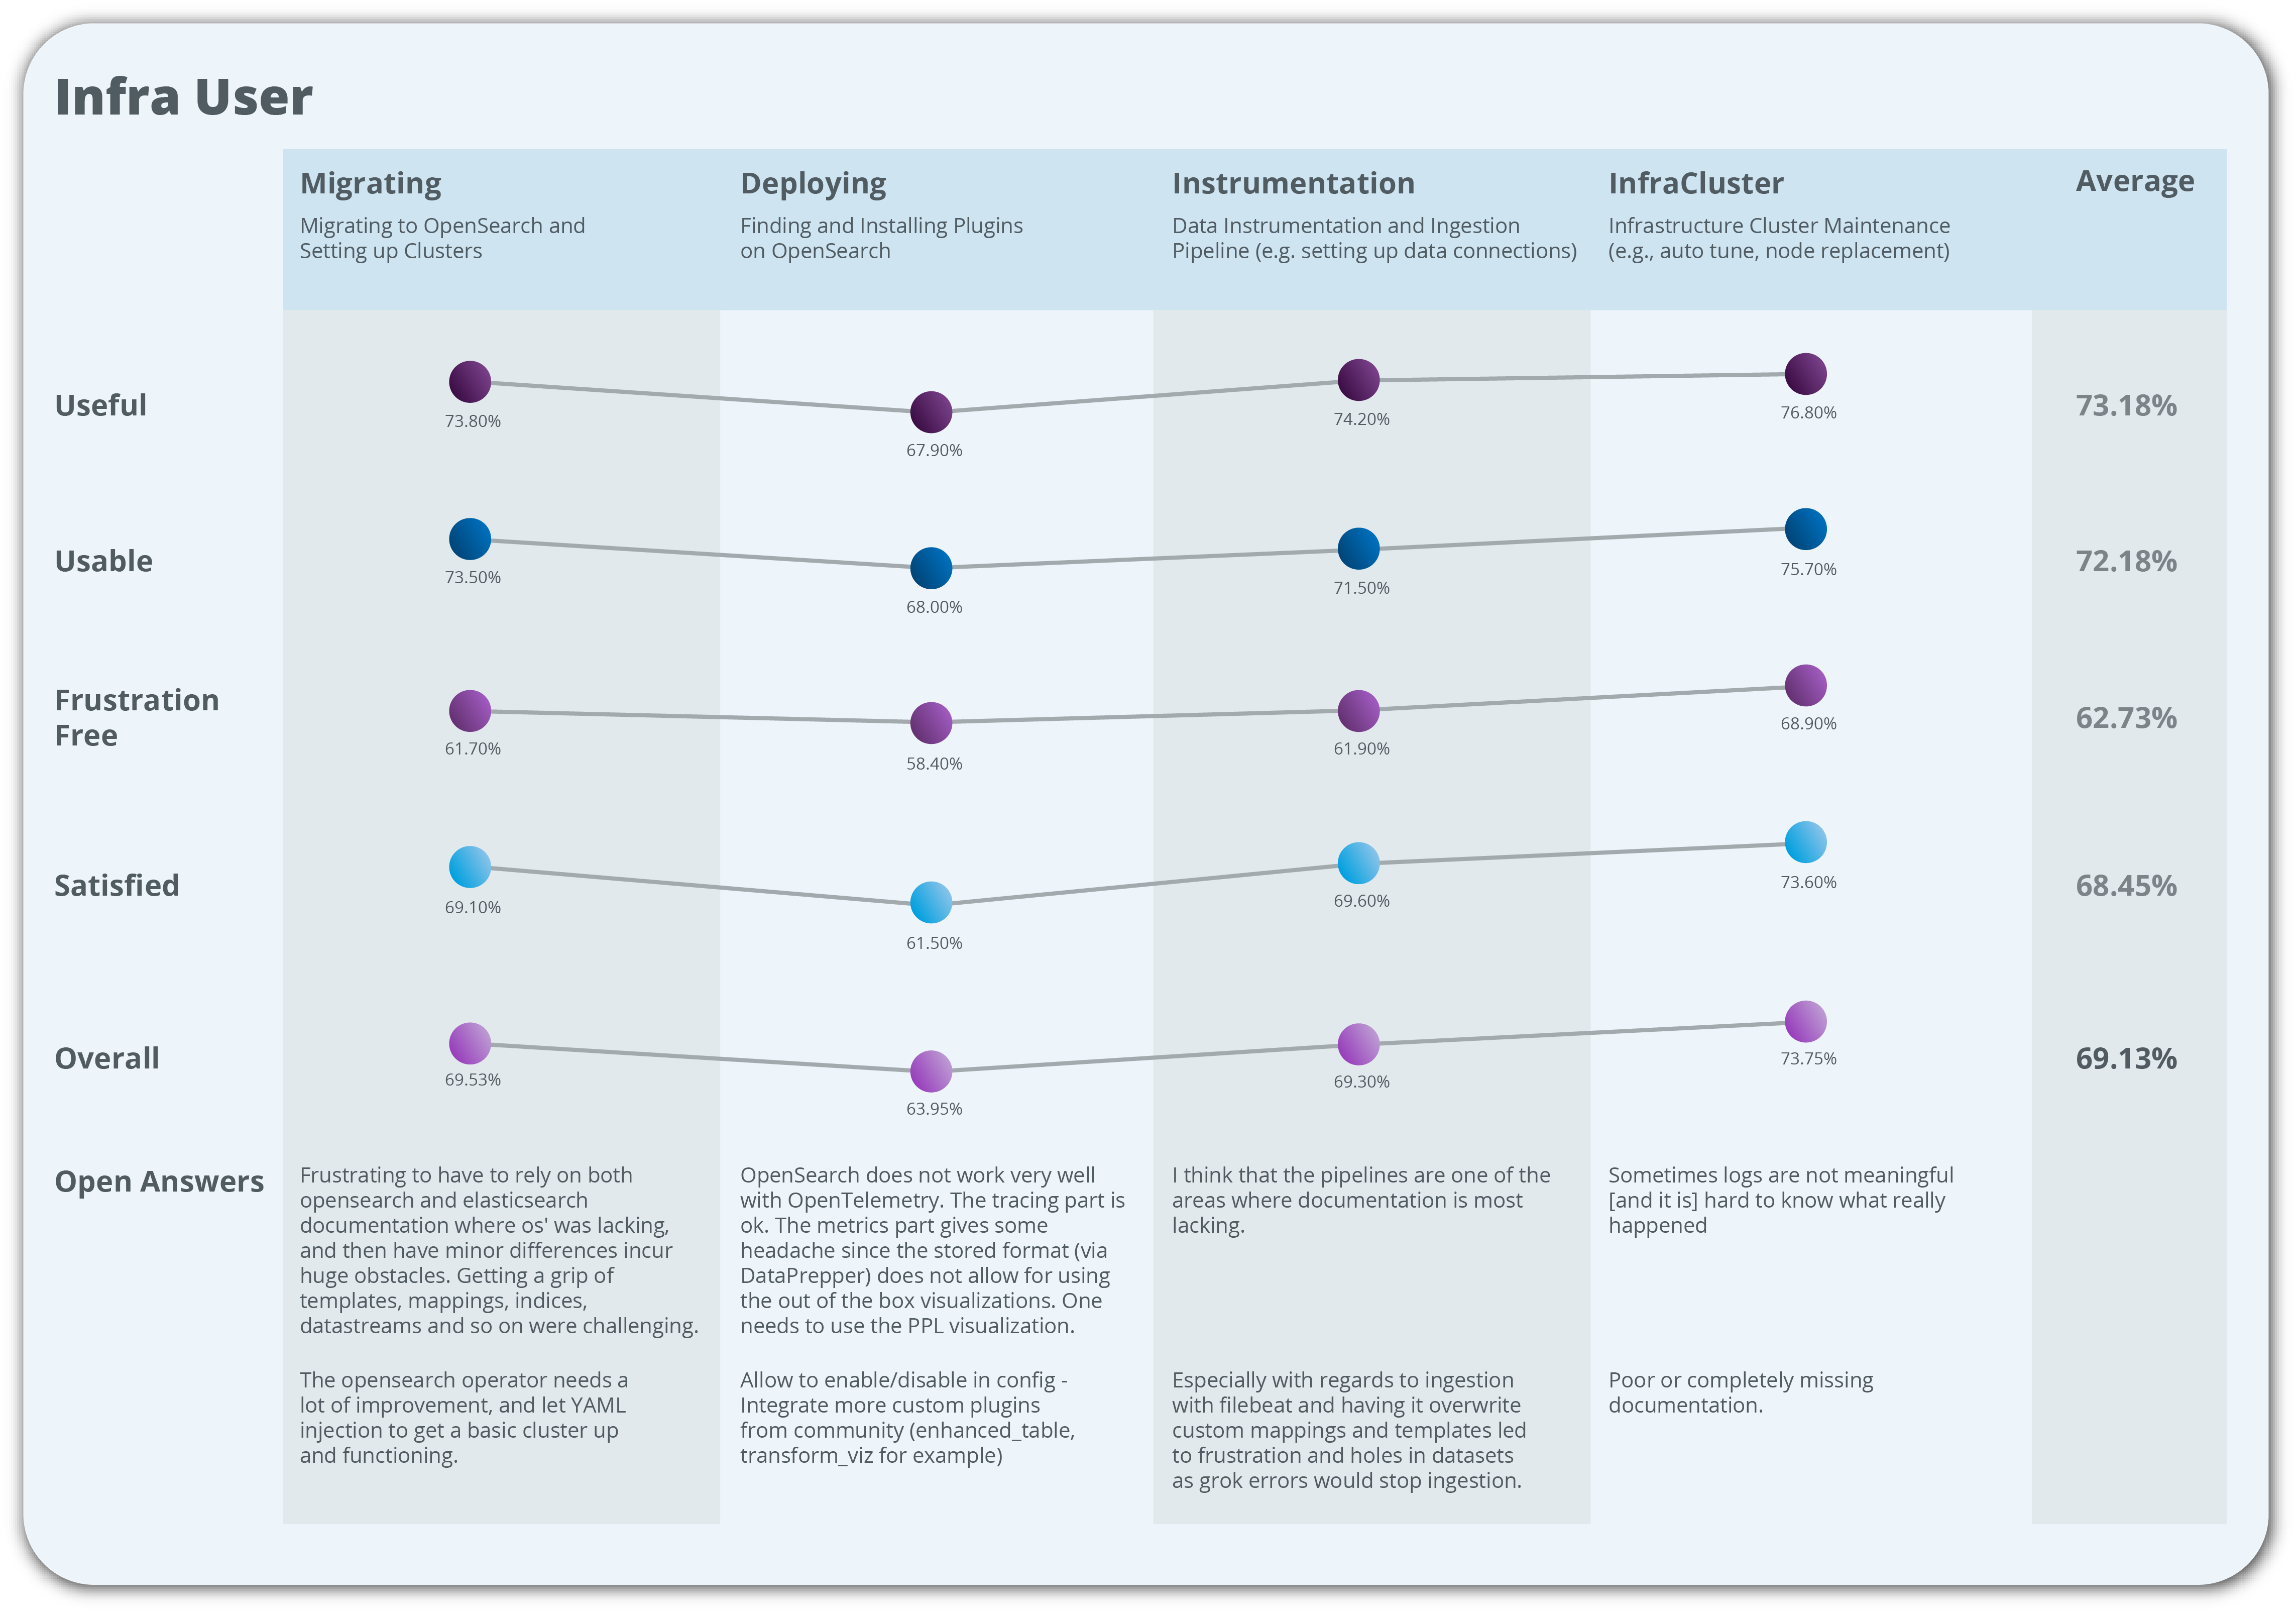 Infra User
Migrating
Migrating to OpenSearch and
Setting up Clusters
Deploying
Finding and Installing Plugins
on OpenSearch
Instrumentation
Data Instrumentation and Ingestion
Pipeline (e.g. setting up data connections)
InfraCluster
Infrastructure Cluster Maintenance
(e.g., auto tune, node replacement)
Average
Useful
73.80%
67.90%
74.20%
76.80%
73.18%
Usable
73.50%
68.00%
71.50%
75.70%
72.18%
Frustration
Free
61.70%
58.40%
61.90%
68.90%
62.73%
Satisfied
69.10%
61.50%
69.60%
73.60%
68.45%
Overall
69.53%
63.95%
69.30%
73.75%
69.13%
Open Answers
Frustrating to have to rely on both
opensearch and elasticsearch
documentation where os' was lacking,
and then have minor differences incur
huge obstacles. Getting a grip of
templates, mappings, indices,
datastreams and so on were challenging.
The opensearch operator needs a
lot of improvement, and let YAML
injection to get a basic cluster up
and functioning.
OpenSearch does not work very well
with OpenTelemetry. The tracing part is
ok. The metrics part gives some
headache since the stored format (via
DataPrepper) does not allow for using
the out of the box visualizations. One
needs to use the PPL visualization.
Allow to enable/disable in config -
Integrate more custom plugins
from community (enhanced_table,
transform_viz for example)
I think that the pipelines are one of the
areas where documentation is most
lacking.
Especially with regards to ingestion
with filebeat and having it overwrite
custom mappings and templates led
to frustration and holes in datasets
as grok errors would stop ingestion.
Sometimes logs are not meaningful
[and it is] hard to know what really
happened
Poor or completely missing
documentation.